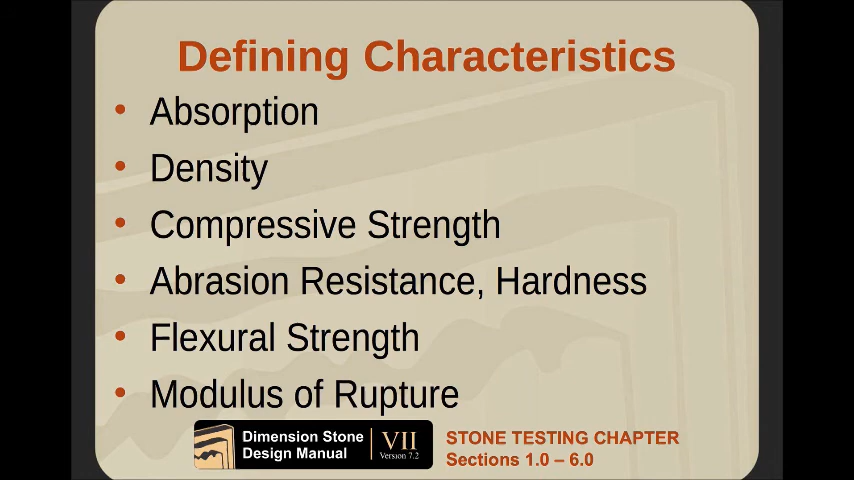 Defining Characteristics
• Absorption
• Density
• Compressive Strength
• Abrasion Resistance, Hardness
• Flexural Strength
• Modulus of Rupture
Dimension Stone
Design Manual
VII
Version 7.2
STONE TESTING CHAPTER
Sections 1.0 – 6.0